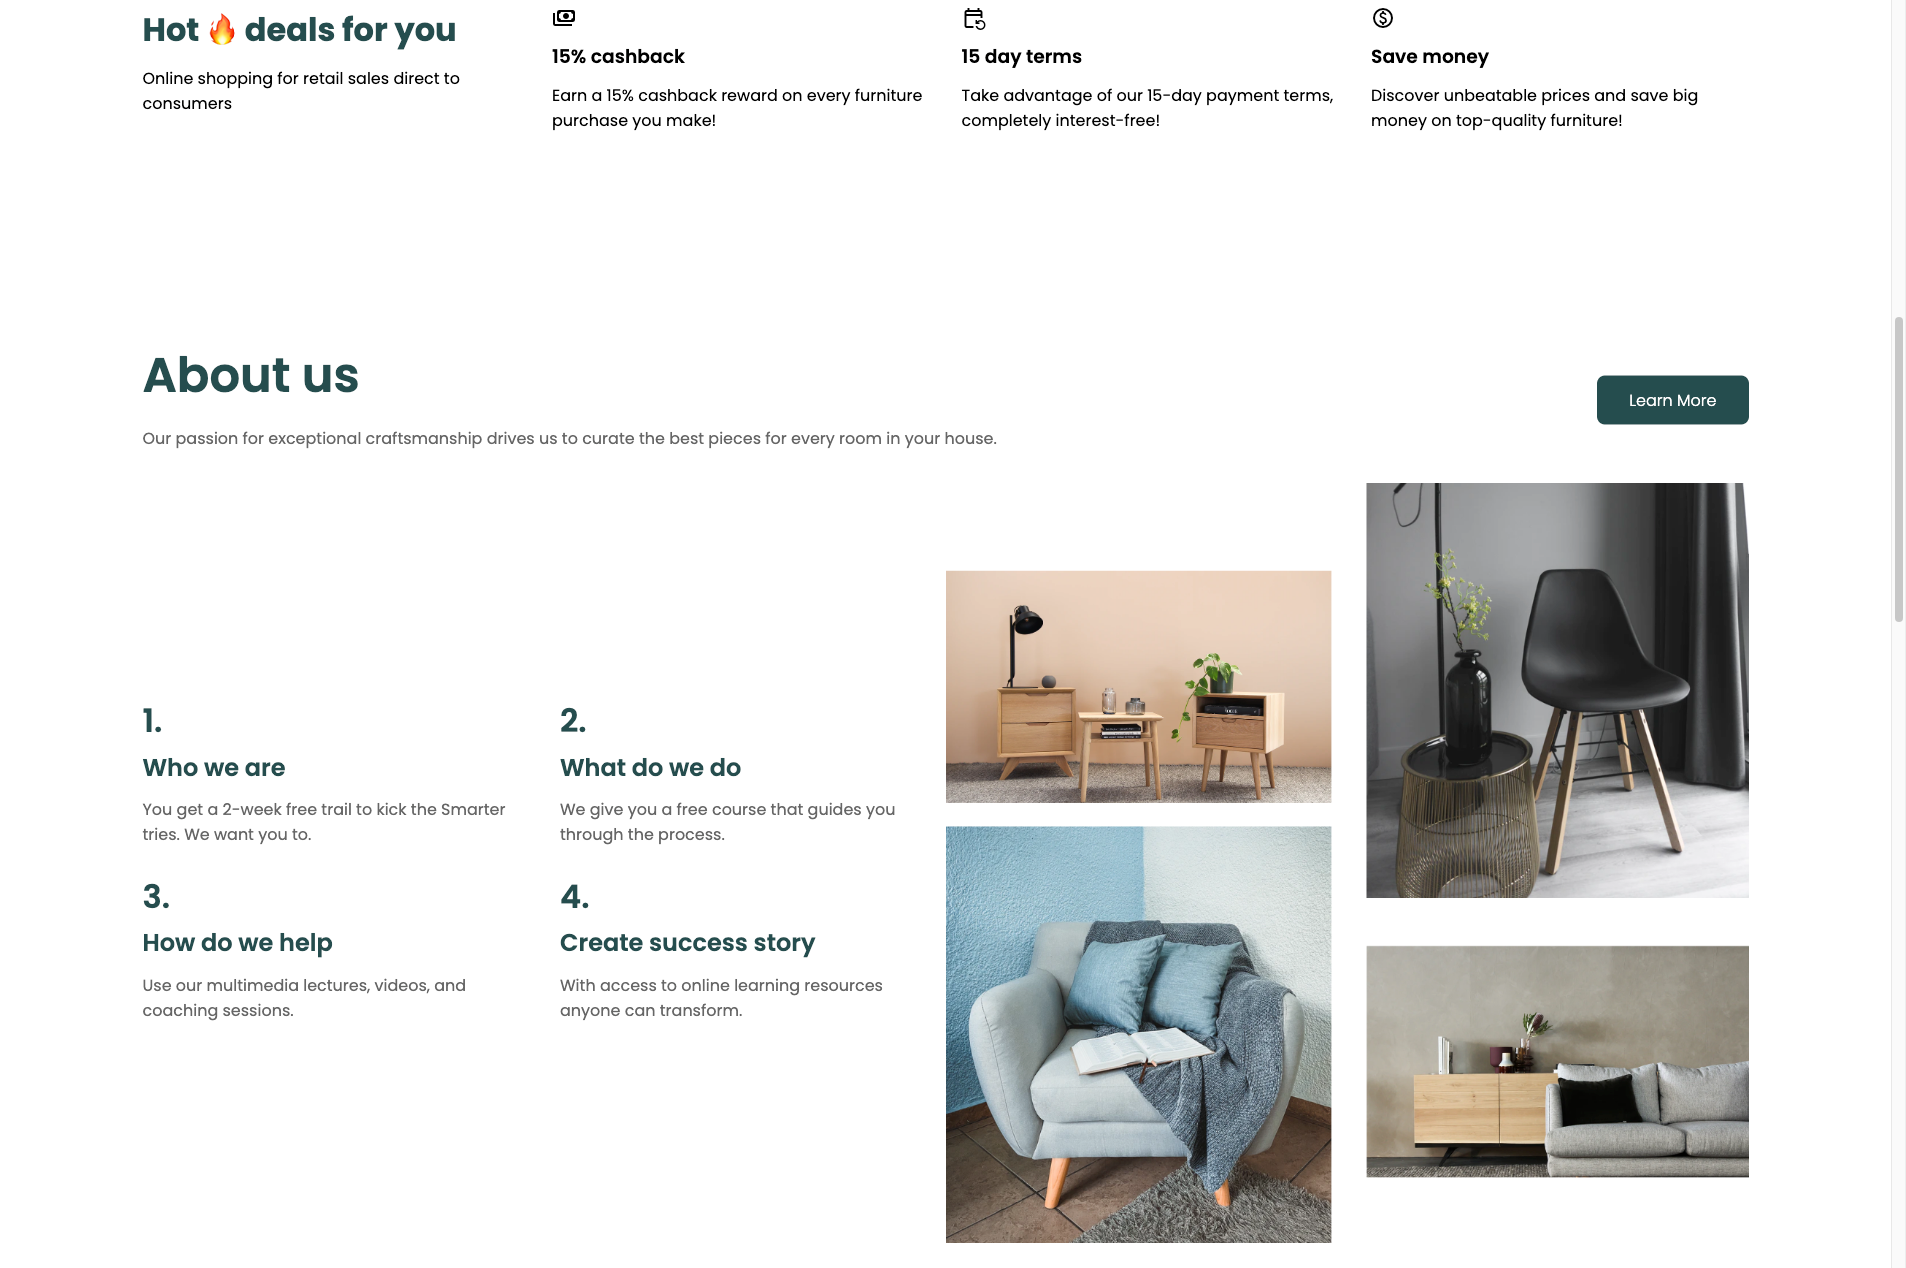 Hot 🔥 deals for you
Online shopping for retail sales direct to
consumers
15% cashback
Earn a 15% cashback reward on every furniture
purchase you make!
15 day terms
Take advantage of our 15-day payment terms,
completely interest-free!
Save money
Discover unbeatable prices and save big
money on top-quality furniture!
About us
Our passion for exceptional craftsmanship drives us to curate the best pieces for every room in your house.
Learn More
1.
Who we are
You get a 2-week free trail to kick the Smarter
tries. We want you to.
2.
What do we do
We give you a free course that guides you
through the process.
3.
How do we help
Use our multimedia lectures, videos, and
coaching sessions.
4.
Create success story
With access to online learning resources
anyone can transform.